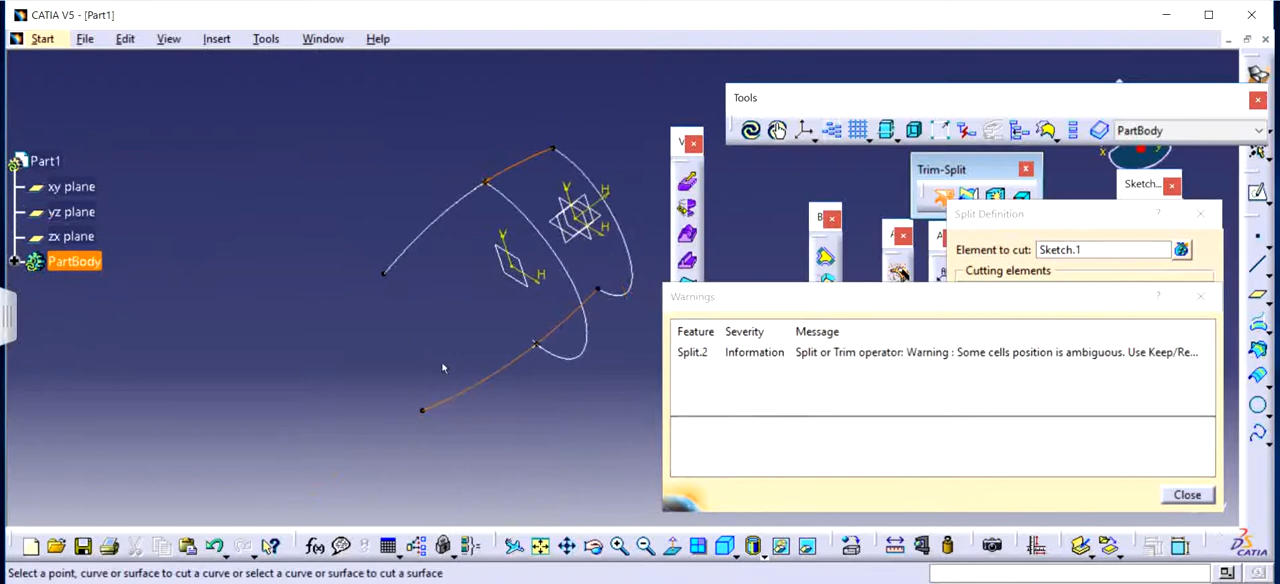 CATIA V5 - [Part1]
Start File Edit View Insert Tools Window Help
Tools
PartBody
Part1
xy plane
yz plane
zx plane
PartBody
V
Trim-Split
Sketch...
Split Definition ?
Element to cut: Sketch.1
Cutting elements
B
A
A
Warnings ?
Feature Severity Message
Split.2 Information Split or Trim operator: Warning : Some cells position is ambiguous. Use Keep/Re...
Close
V
H
H
V
H
x
y
f(x)
CATIA
Select a point, curve or surface to cut a curve or select a curve or surface to cut a surface